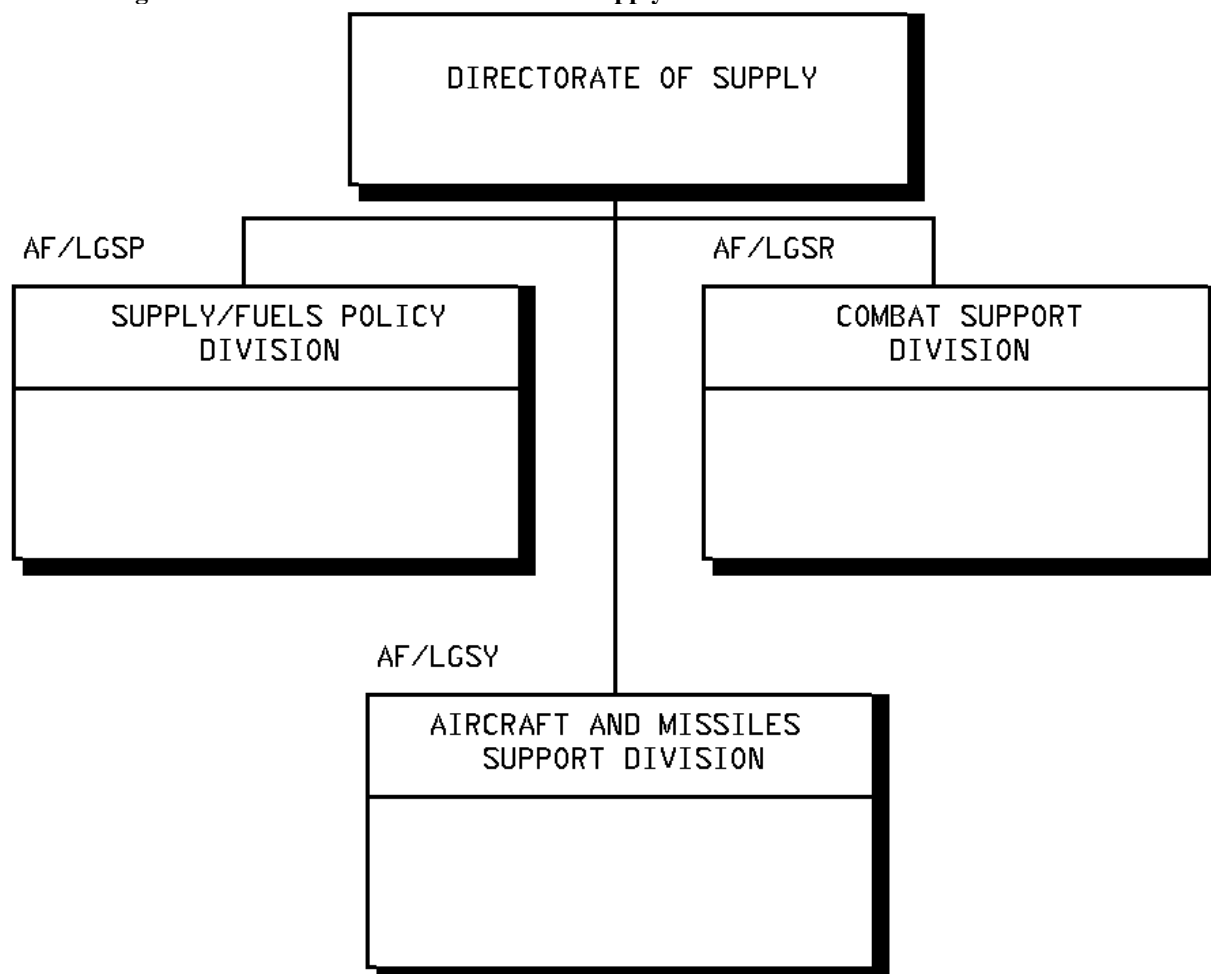 DIRECTORATE OF SUPPLY
AF/LGSP
AF/LGSR
SUPPLY/FUELS POLICY
DIVISION
COMBAT SUPPORT
DIVISION
AF/LGSY
AIRCRAFT AND MISSILES
SUPPORT DIVISION